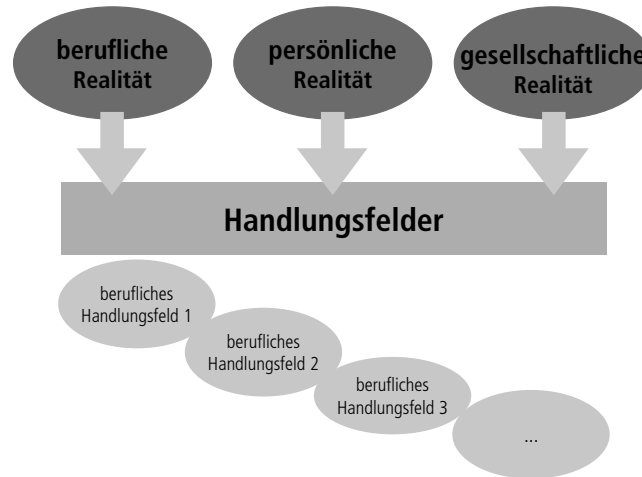 berufliche
Realität
persönliche
Realität
gesellschaftliche
Realität
Handlungsfelder
berufliches
Handlungsfeld 1
berufliches
Handlungsfeld 2
berufliches
Handlungsfeld 3
...